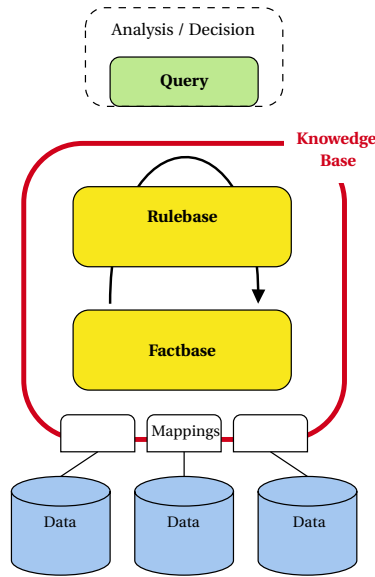 Analysis / Decision
Query
Knowedge
Base
Rulebase
Factbase
Mappings
Data
Data
Data